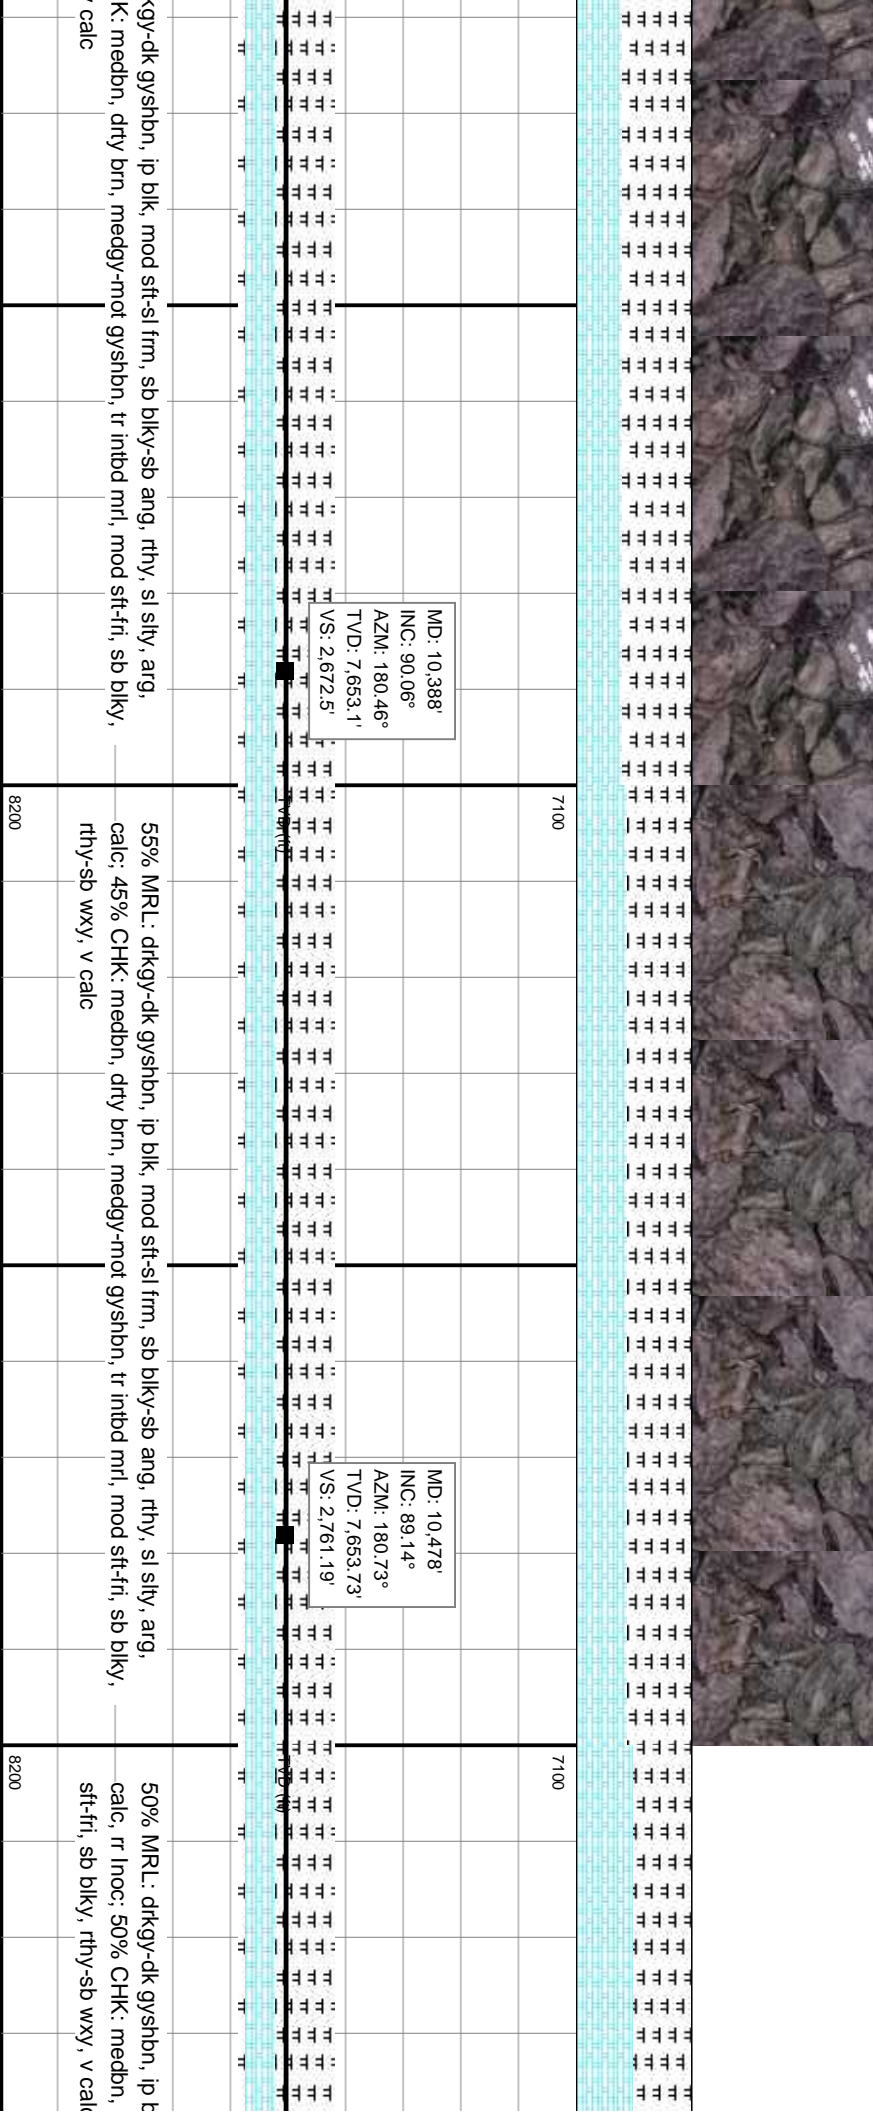 kgy-dk gyshbn, ip blk, mod sft-sl frm, sb blky-sb ang, rthy, sl slty, arg,
K: medbn, drty brn, medgy-mot gyshbn, tr intbd mrl, mod sft-fri, sb blky,
calc
MD: 10,388'
INC: 90.06°
AZM: 180.46°
TVD: 7,653.1'
VS: 2,672.5'
7100
TVD (ft)
8200
55% MRL: drkgy-dk gyshbn, ip blk, mod sft-sl frm, sb blky-sb ang, rthy, sl slty, arg,
calc; 45% CHK: medbn, drty brn, medgy-mot gyshbn, tr intbd mrl, mod sft-fri, sb blky,
rthy-sb wxy, v calc
MD: 10,478'
INC: 89.14°
AZM: 180.73°
TVD: 7,653.73'
VS: 2,761.19'
7100
TVD (ft)
8200
50% MRL: drkgy-dk gyshbn, ip b
calc, rr Inoc; 50% CHK: medbn,
sft-fri, sb blky, rthy-sb wxy, v calc